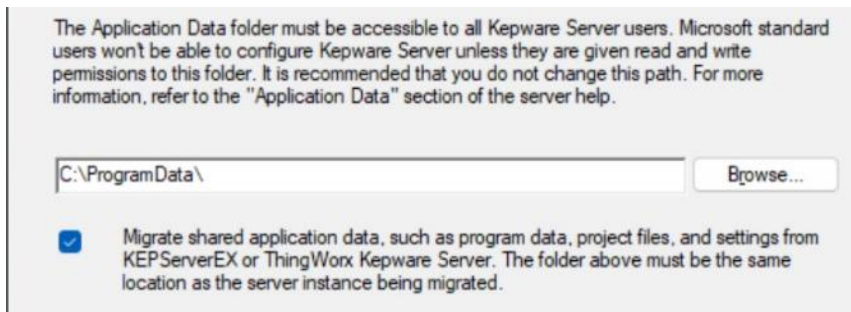 The Application Data folder must be accessible to all Kepware Server users. Microsoft standard
users won't be able to configure Kepware Server unless they are given read and write
permissions to this folder. It is recommended that you do not change this path. For more
information, refer to the "Application Data" section of the server help.
C:\ProgramData\
Browse...
Migrate shared application data, such as program data, project files, and settings from
KEPServerEX or ThingWorx Kepware Server. The folder above must be the same
location as the server instance being migrated.